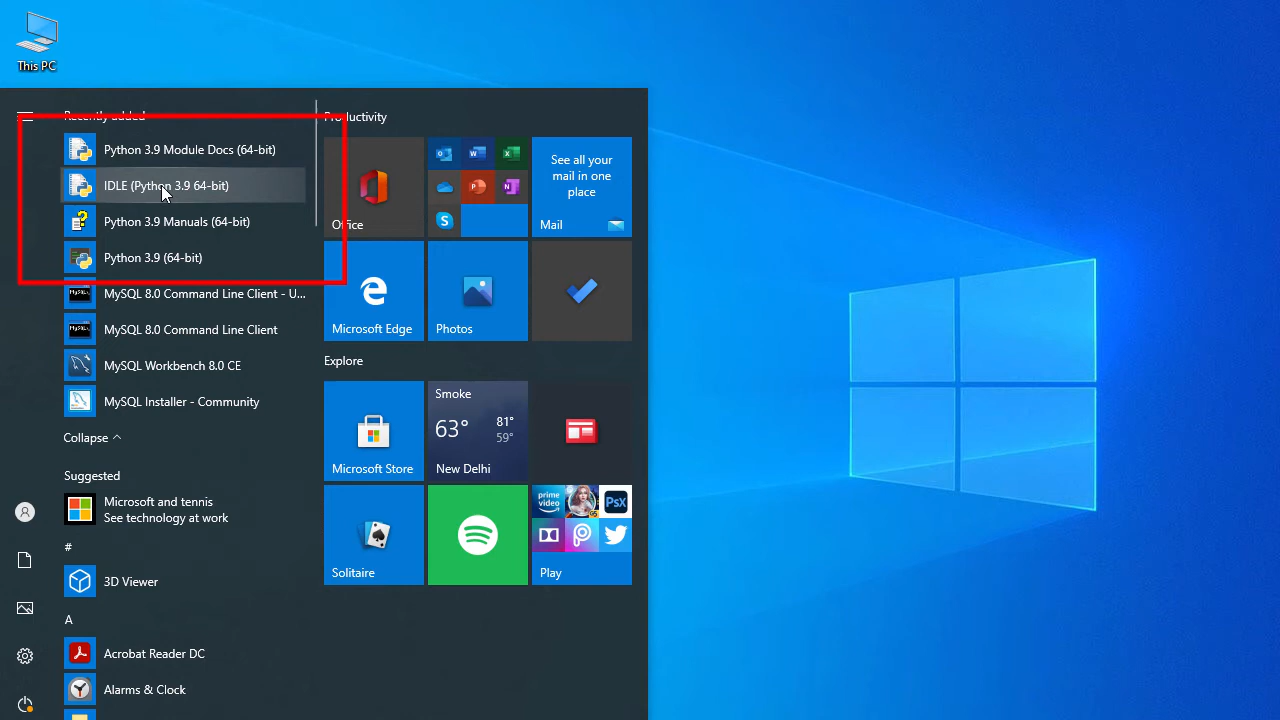 This PC
Recently added
Python 3.9 Module Docs (64-bit)
IDLE (Python 3.9 64-bit)
Python 3.9 Manuals (64-bit)
Python 3.9 (64-bit)
MySQL 8.0 Command Line Client - U...
MySQL 8.0 Command Line Client
MySQL Workbench 8.0 CE
MySQL Installer - Community
Collapse
Suggested
Microsoft and tennis
See technology at work
#
3D Viewer
A
Acrobat Reader DC
Alarms & Clock
Productivity
Office
See all your
mail in one
place
Mail
Microsoft Edge
Photos
Explore
Microsoft Store
Smoke
63° 81°
59°
New Delhi
Solitaire
prime video
PsX
Play